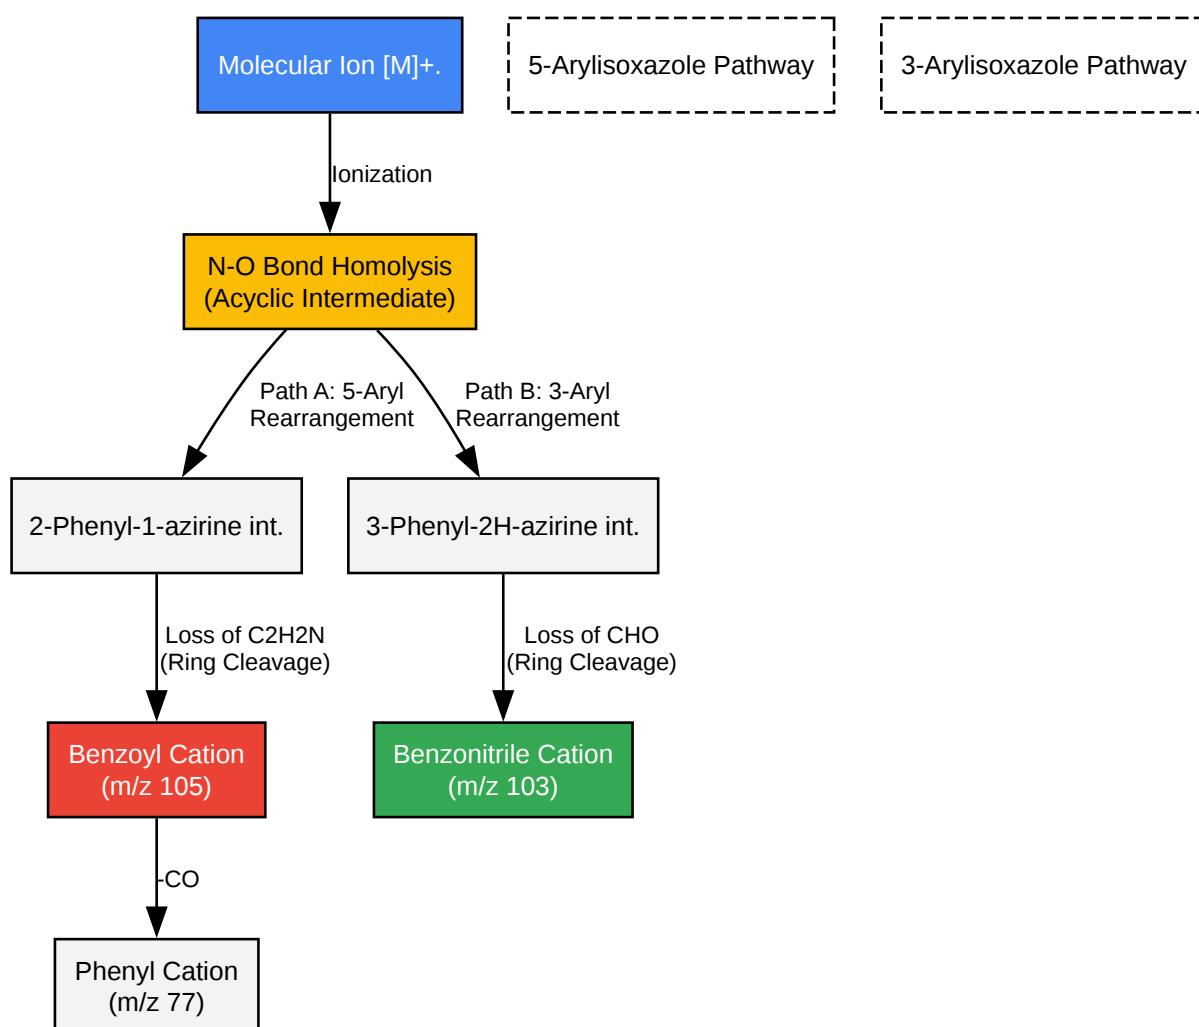 Molecular Ion [M]+.
5-Arylisoxazole Pathway
3-Arylisoxazole Pathway
Ionization
N-O Bond Homolysis
(Acyclic Intermediate)
Path A: 5-Aryl
Rearrangement
Path B: 3-Aryl
Rearrangement
2-Phenyl-1-azirine int.
3-Phenyl-2H-azirine int.
Loss of C2H2N
(Ring Cleavage)
Loss of CHO
(Ring Cleavage)
Benzoyl Cation
(m/z 105)
Benzonitrile Cation
(m/z 103)
-CO
Phenyl Cation
(m/z 77)